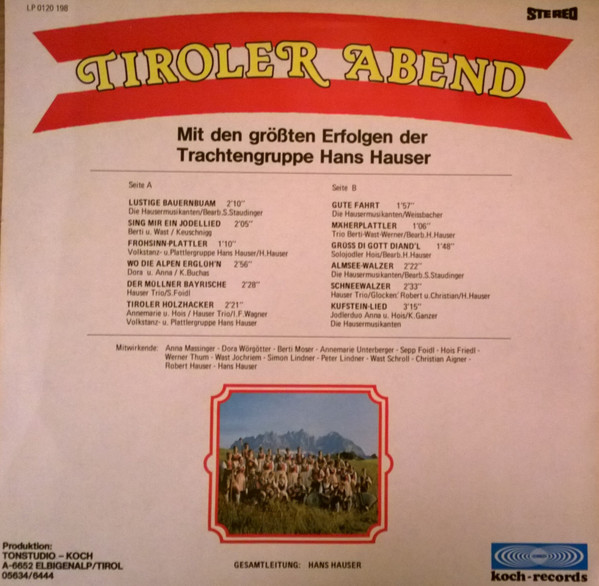 LP 0120 198
STEREO
TIROLER ABEND
Mit den größten Erfolgen der
Trachtengruppe Hans Hauser
Seite A
LUSTIGE BAUERNBUAM 2'10''
Die Hausermusikanten/Bearb.S.Staudinger
SING MIR EIN JODELLIED 2'05''
Berti u. Wast / Keuschnigg
FROHSINN-PLATTLER 1'10''
Volkstanz- u.Plattlergruppe Hans Hauser/H.Hauser
WO DIE ALPEN ERGLOH'N 2'56''
Dora u. Anna / K.Buchas
DER MÜLLNER BAYRISCHE 2'28''
Hauser Trio/S.Foidl
TIROLER HOLZHACKER 2'21''
Annemarie u. Hois / Hauser Trio/I.F.Wagner
Volkstanz- u. Plattlergruppe Hans Hauser
Seite B
GUTE FAHRT 1'57''
Die Hausermusikanten/Weissbacher
MAHERPLATTLER 1'06''
Trio Berti-Wast-Werner/Bearb.H.Hauser
GRÜSS DI GOTT DIAND'L 1'48''
Solojodler Hois/Bearb.H.Hauser
ALMSEE-WALZER 2'22''
Die Hausermusikanten/Bearb.S.Staudinger
SCHNEEWALZER 2'33''
Hauser Trio/Glocken: Robert u.Christian/H.Hauser
KUFSTEIN-LIED 3'15''
Jodlerduo Anna u. Hois/K.Ganzer
Die Hausermusikanten
Mitwirkende: Anna Massinger - Dora Wörgötter - Berti Moser - Annemarie Unterberger - Sepp Foidl - Hois Friedl -
Werner Thum - Wast Jochriem - Simon Lindner - Peter Lindner - Wast Schroll - Christian Aigner -
Robert Hauser - Hans Hauser
Produktion:
TONSTUDIO – KOCH
A-6652 ELBIGENALP/TIROL
05634/6444
GESAMTLEITUNG: HANS HAUSER
koch-records